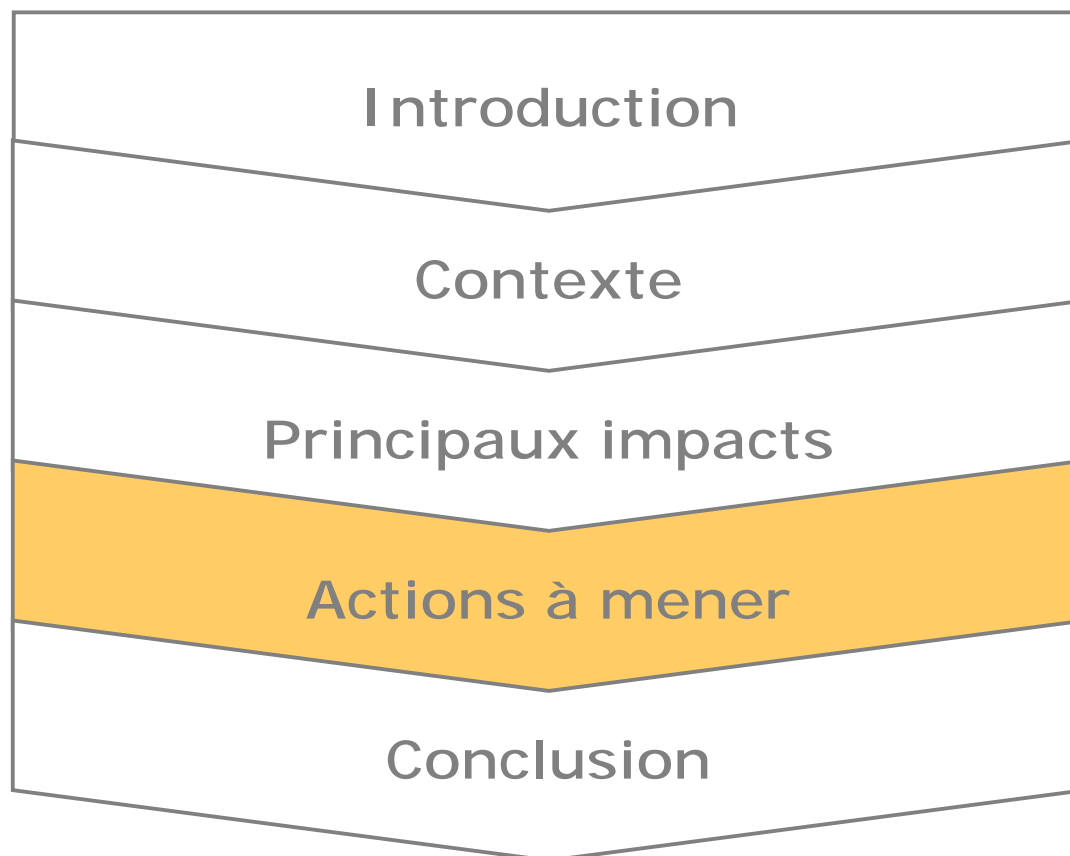 Introduction
Contexte
Principaux impacts
Actions à mener
Conclusion